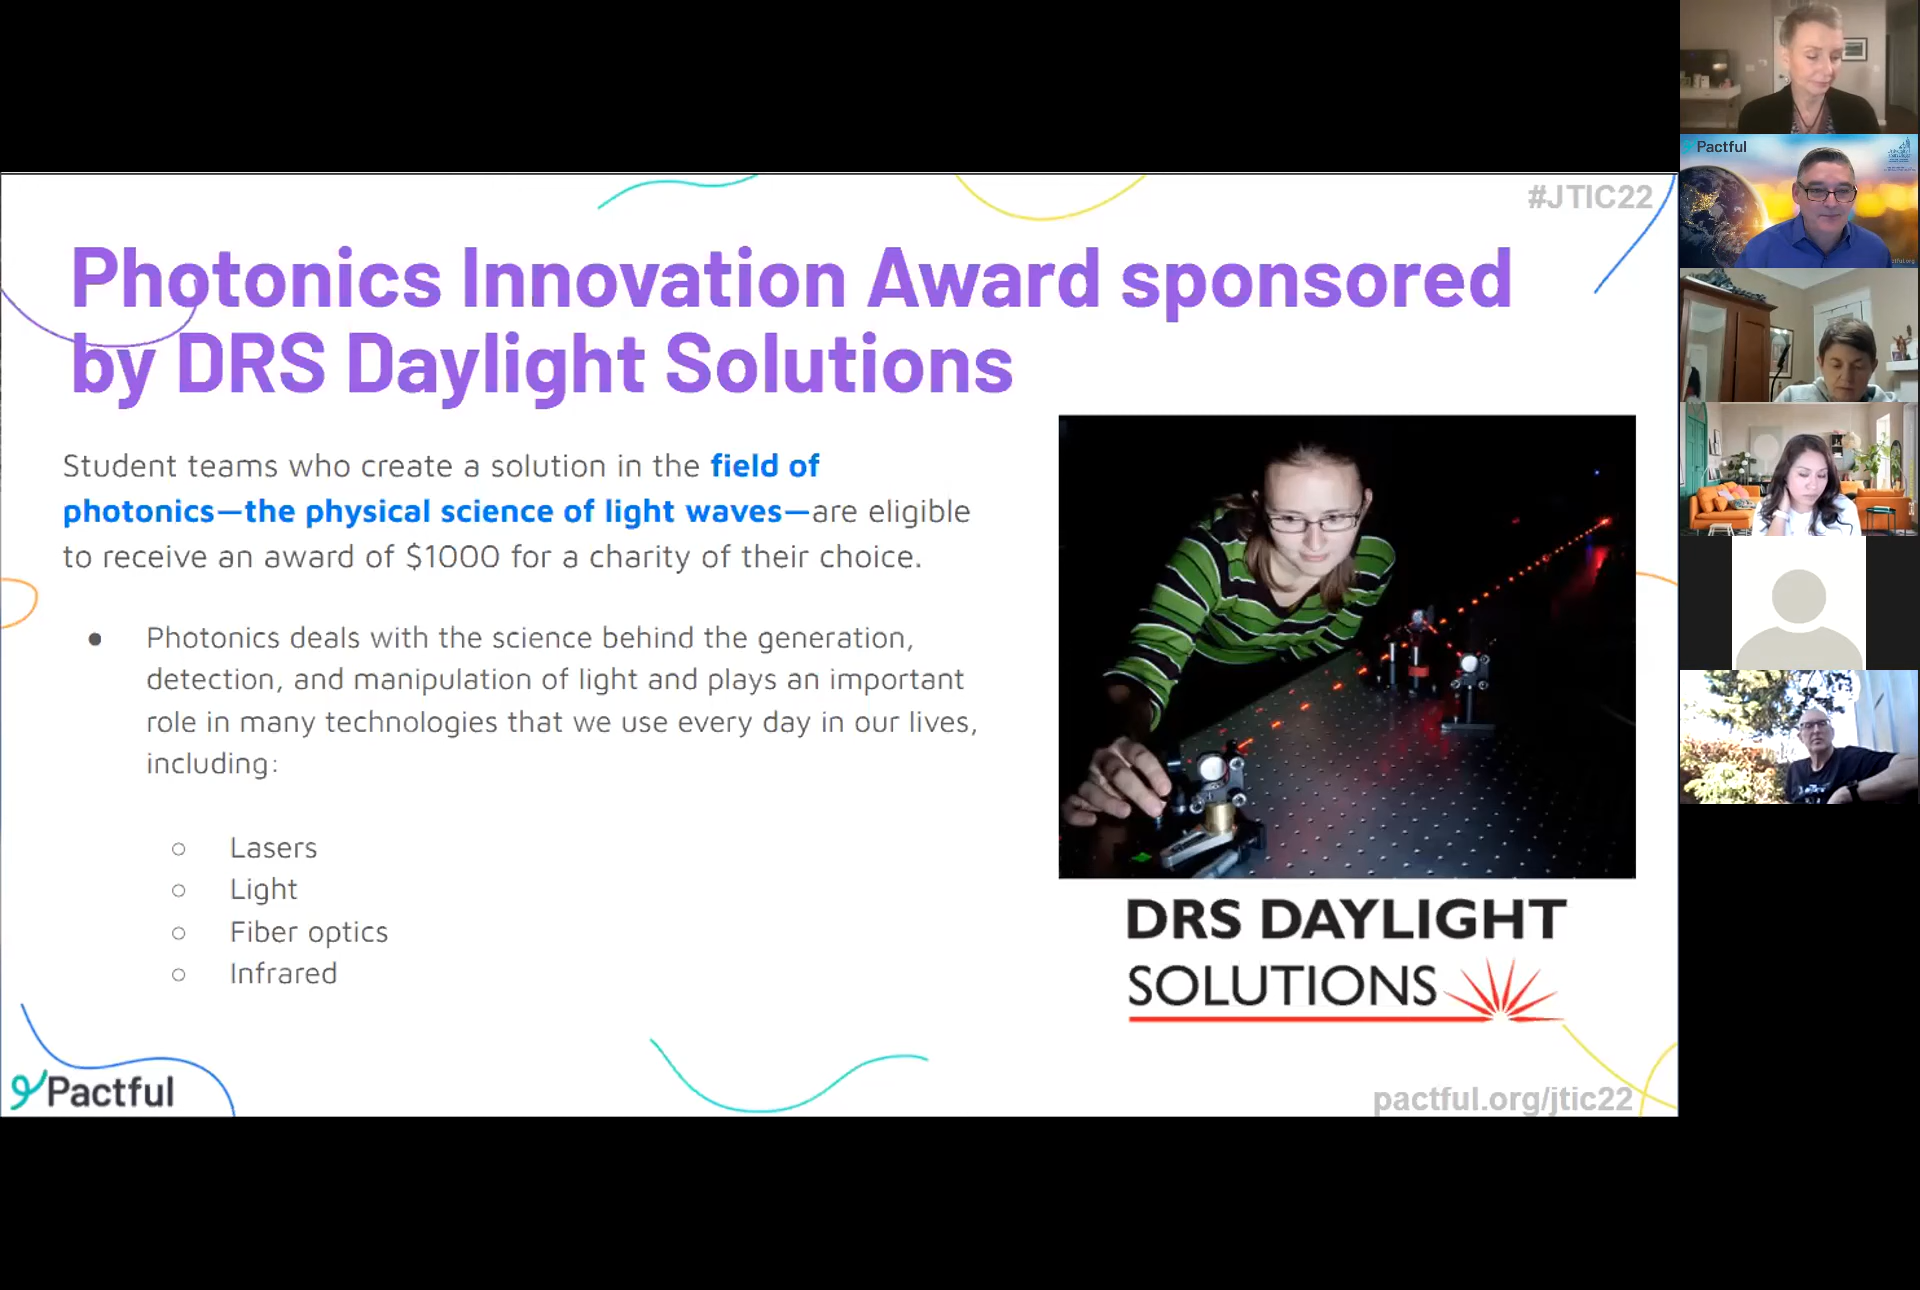 #JTIC22
Photonics Innovation Award sponsored
by DRS Daylight Solutions
Student teams who create a solution in the field of
photonics—the physical science of light waves—are eligible
to receive an award of $1000 for a charity of their choice.
● Photonics deals with the science behind the generation,
detection, and manipulation of light and plays an important
role in many technologies that we use every day in our lives,
including:
○ Lasers
○ Light
○ Fiber optics
○ Infrared
DRS DAYLIGHT
SOLUTIONS
Pactful
pactful.org/jtic22
Pactful